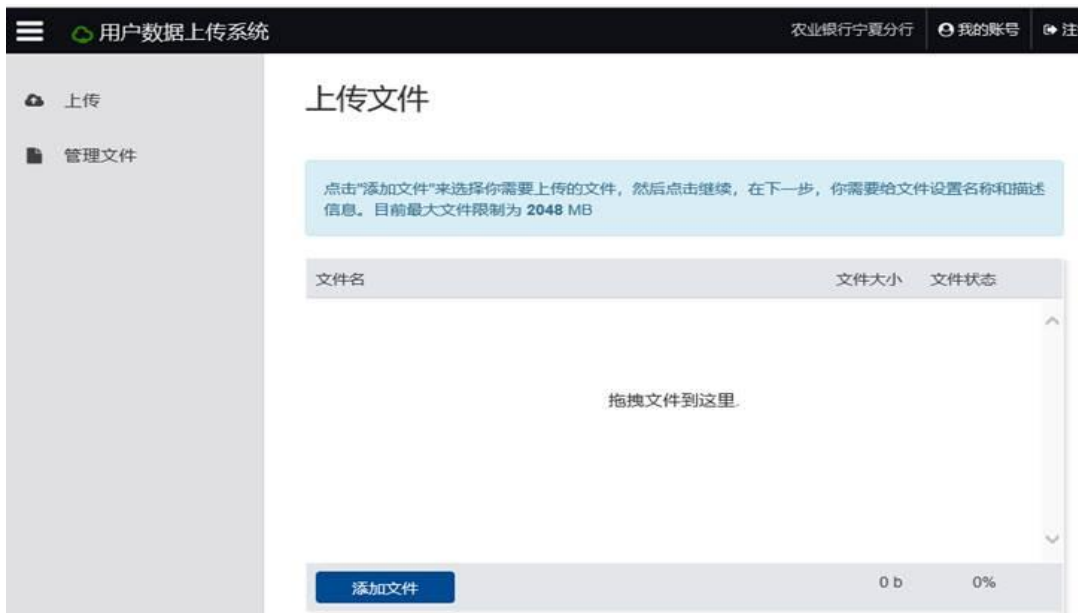 用户数据上传系统
农业银行宁夏分行
我的账号
注
上传
管理文件
上传文件
点击"添加文件"来选择你需要上传的文件，然后点击继续，在下一步，你需要给文件设置名称和描述
信息。目前最大文件限制为 2048 MB
文件名
文件大小
文件状态
拖拽文件到这里.
添加文件
0 b
0%